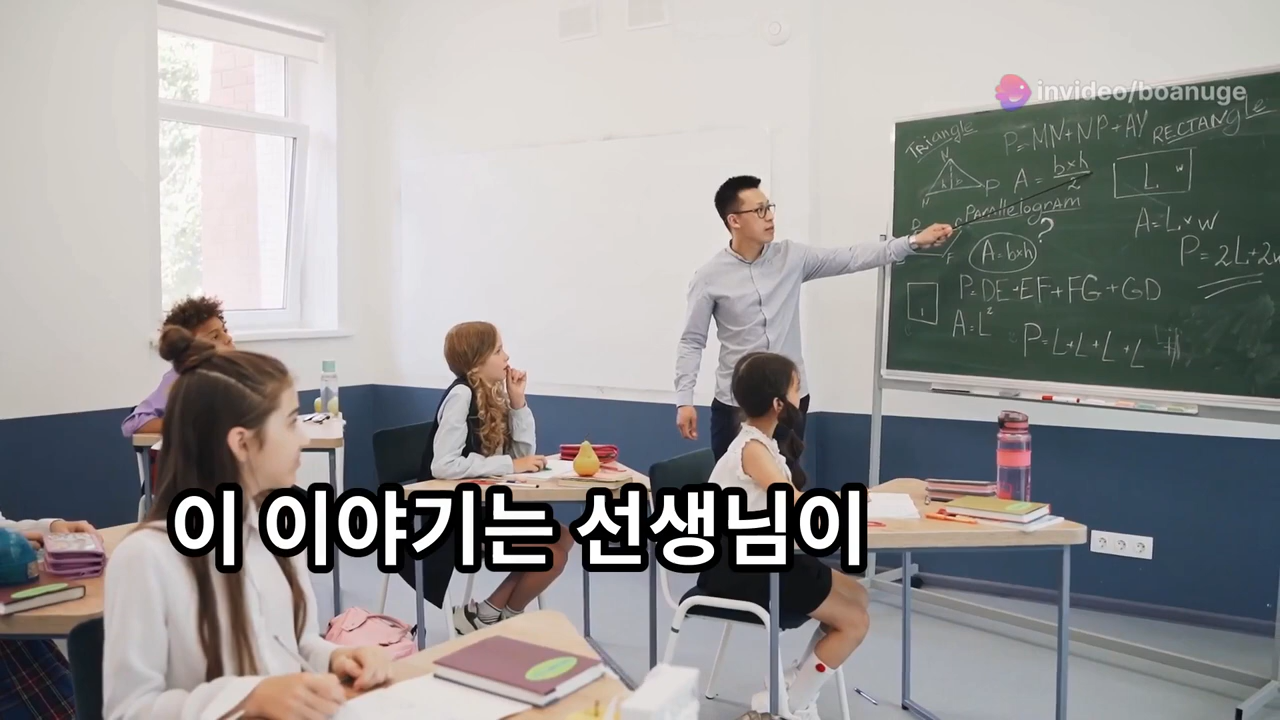 invideo/boanuge
TRiangle
P=MN+NP+AY
RECTANgLe
A=b×h/2
P
L
w
Parallelogram
?
A=L×w
A=b×h
F
P=2L+2w
P=DE+EF+FG+GD
A=L²
P=L+L+L+L
이 이야기는 선생님이